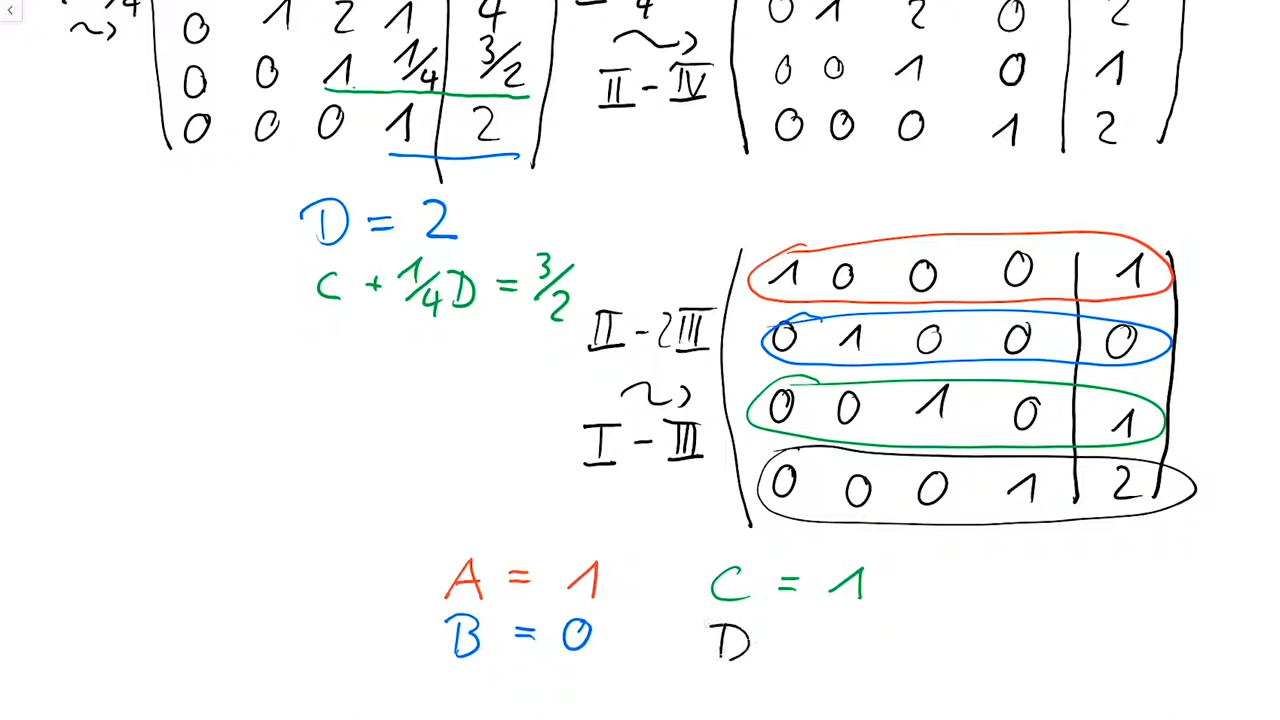 0 1 2 1 | 4
0 0 1 1/4 | 3/2
0 0 0 1 | 2
II - IV
0 1 2 0 | 2
0 0 1 0 | 1
0 0 0 1 | 2
D = 2
C + 1/4 D = 3/2
II - 2III
I - III
1 0 0 0 | 1
0 1 0 0 | 0
0 0 1 0 | 1
0 0 0 1 | 2
A = 1
B = 0
C = 1
D